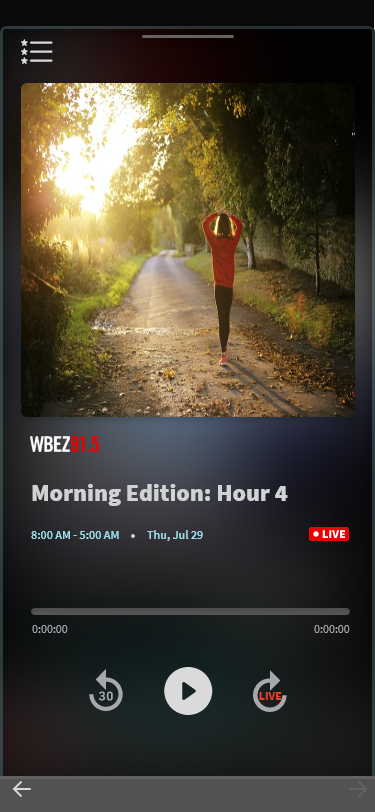 WBEZ91.5
Morning Edition: Hour 4
8:00 AM - 5:00 AM • Thu, Jul 29
LIVE
0:00:00 0:00:00
30 LIVE